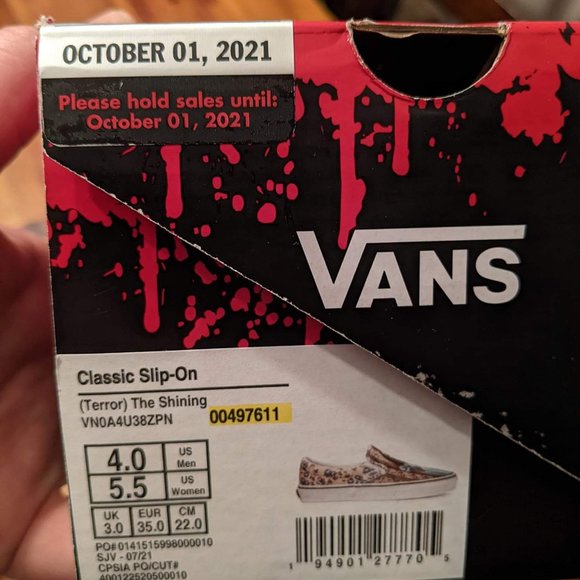 OCTOBER 01, 2021
Please hold sales until:
October 01, 2021
VANS
Classic Slip-On
(Terror) The Shining
VN0A4U38ZPN 00497611
4.0 US Men
5.5 US Women
UK EUR CM
3.0 35.0 22.0
PO#0141515998000010
SJV - 07/21
CPSIA PO/CUT#
400122520500010
1 94901 27770 5